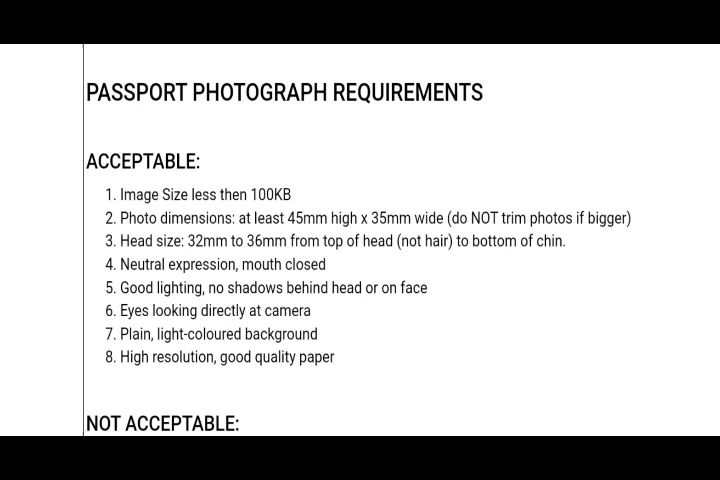 PASSPORT PHOTOGRAPH REQUIREMENTS
ACCEPTABLE:
1. Image Size less then 100KB
2. Photo dimensions: at least 45mm high x 35mm wide (do NOT trim photos if bigger)
3. Head size: 32mm to 36mm from top of head (not hair) to bottom of chin.
4. Neutral expression, mouth closed
5. Good lighting, no shadows behind head or on face
6. Eyes looking directly at camera
7. Plain, light-coloured background
8. High resolution, good quality paper
NOT ACCEPTABLE: